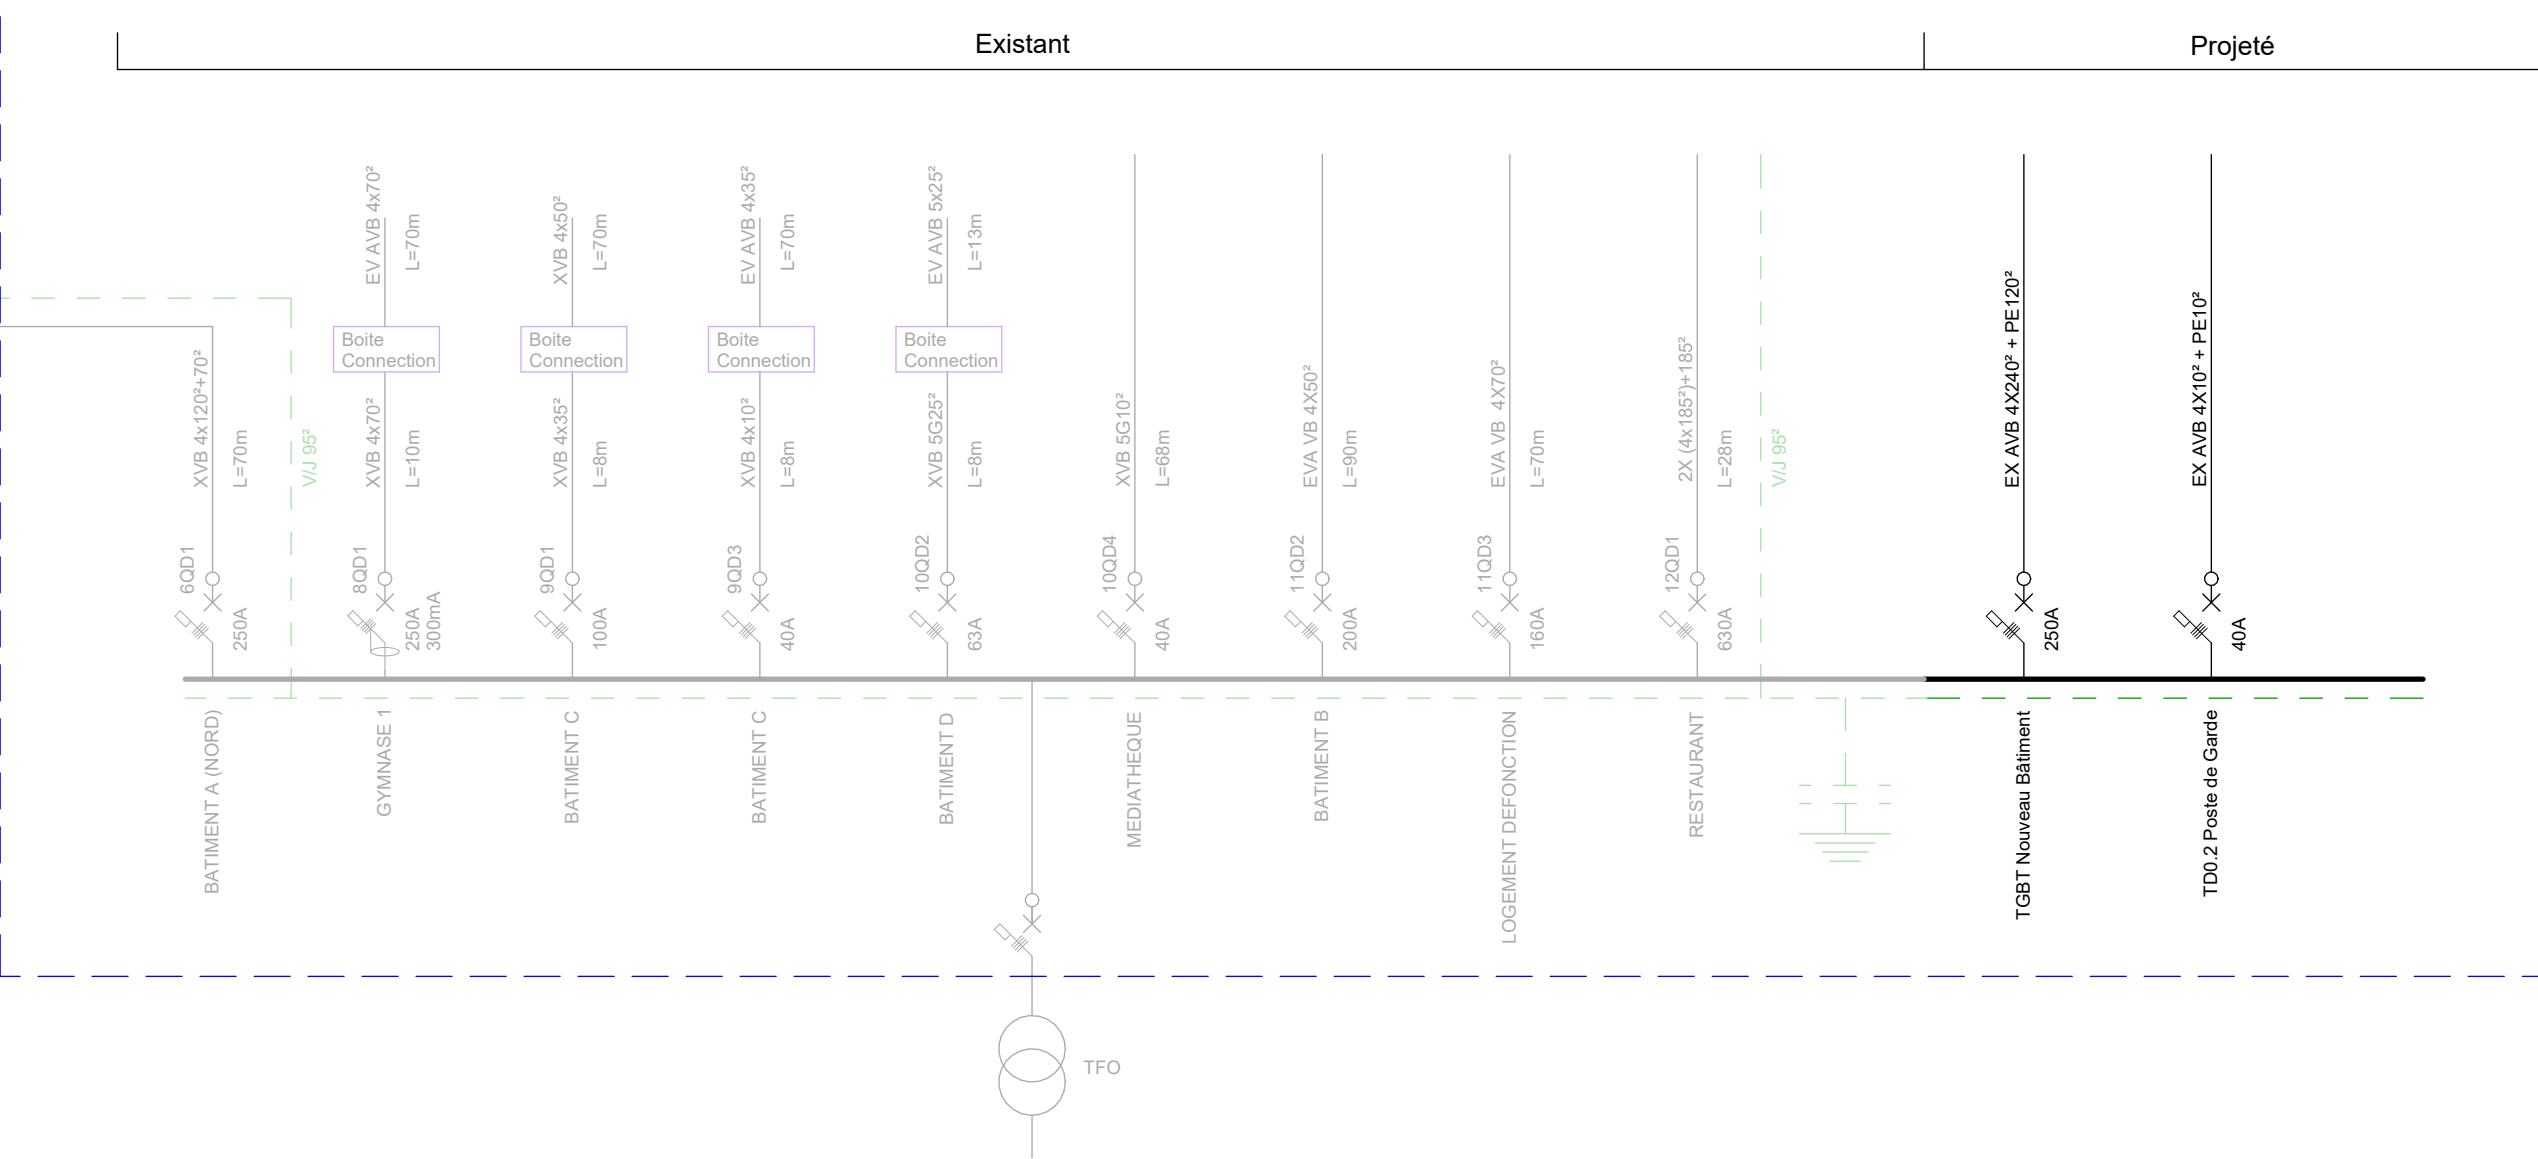 Existant
Projeté
XVB 4x120²+70²
L=70m
6QD1
250A
BATIMENT A (NORD)
V/J 95²
EV AVB 4x70²
L=70m
Boite
Connection
XVB 4x70²
L=10m
8QD1
250A
300mA
GYMNASE 1
XVB 4x50²
L=70m
Boite
Connection
XVB 4x35²
L=8m
9QD1
100A
BATIMENT C
EV AVB 4x35²
L=70m
Boite
Connection
XVB 4x10²
L=8m
9QD3
40A
BATIMENT C
EV AVB 5x25²
L=13m
Boite
Connection
XVB 5G25²
L=8m
10QD2
63A
BATIMENT D
XVB 5G10²
L=68m
10QD4
40A
MEDIATHEQUE
EVA VB 4X50²
L=90m
11QD2
200A
BATIMENT B
EVA VB 4X70²
L=70m
11QD3
160A
LOGEMENT DEFONCTION
2X (4x185²)+185²
L=28m
12QD1
630A
RESTAURANT
V/J 95²
EX AVB 4X240² + PE120²
250A
TGBT Nouveau Bâtiment
EX AVB 4X10² + PE10²
40A
TD0.2 Poste de Garde
TFO